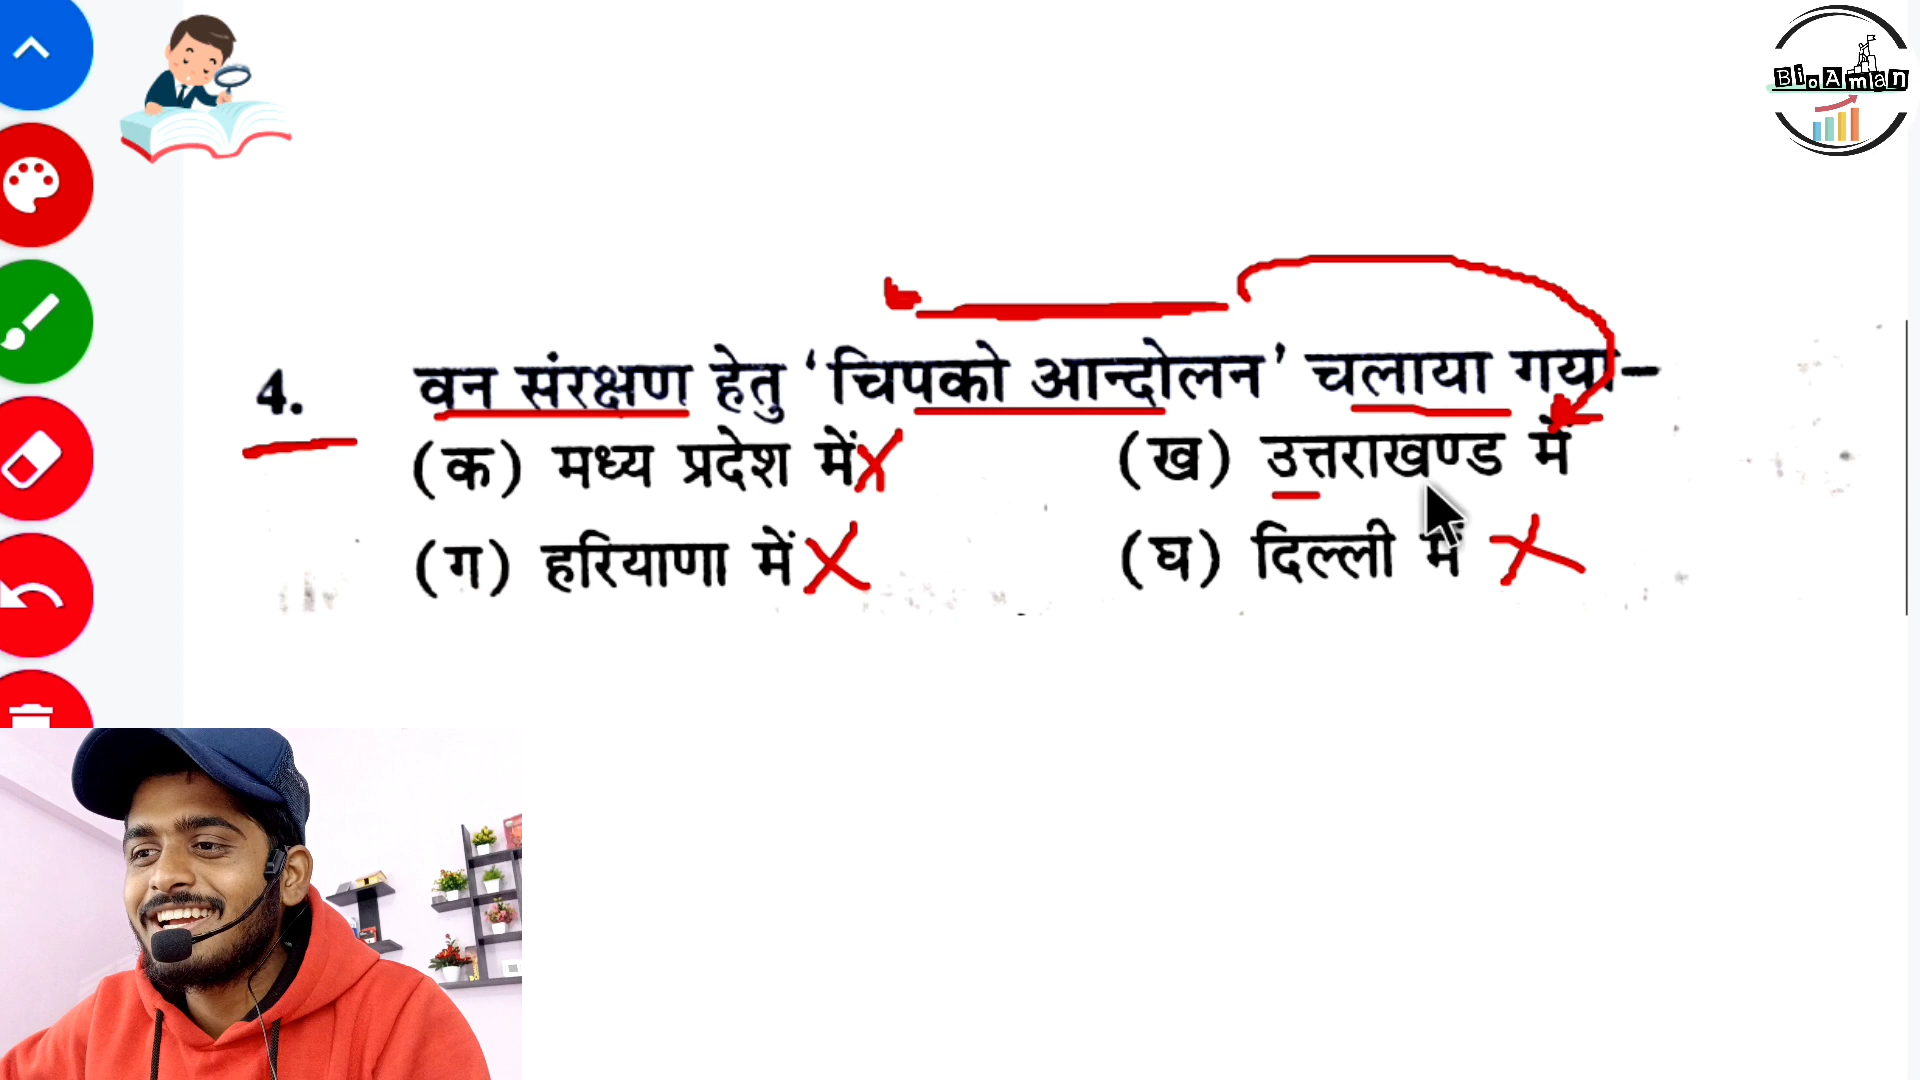 BioAman
4. वन संरक्षण हेतु ‘चिपको आन्दोलन’ चलाया गया–
(क) मध्य प्रदेश में (ख) उत्तराखण्ड में
(ग) हरियाणा में (घ) दिल्ली में